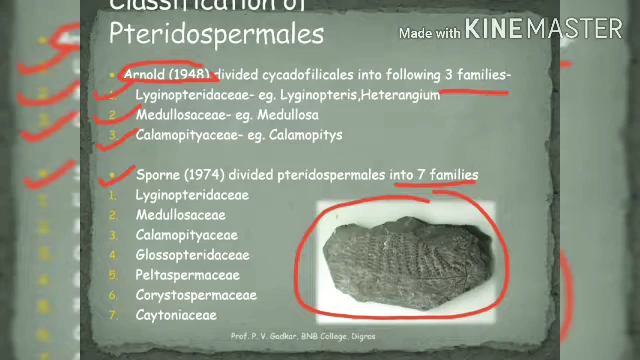 Classification of
Pteridospermales
Made with KINEMASTER
Arnold (1948) divided cycadofilicales into following 3 families-
1. Lyginopteridaceae- eg. Lyginopteris,Heterangium
2. Medullosaceae- eg. Medullosa
3. Calamopityaceae- eg. Calamopitys
Sporne (1974) divided pteridospermales into 7 families
1. Lyginopteridaceae
2. Medullosaceae
3. Calamopityaceae
4. Glossopteridaceae
5. Peltaspermaceae
6. Corystospermaceae
7. Caytoniaceae
Prof. P. V. Gadkar, BNB College, Digras